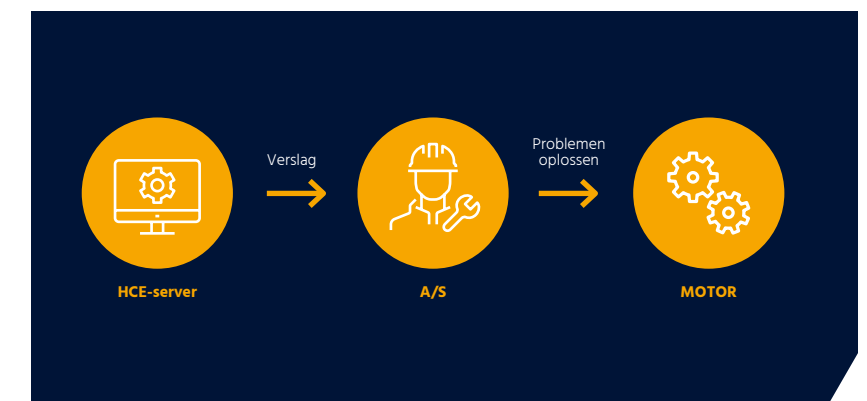 Verslag
Problemen
oplossen
HCE-server
A/S
MOTOR